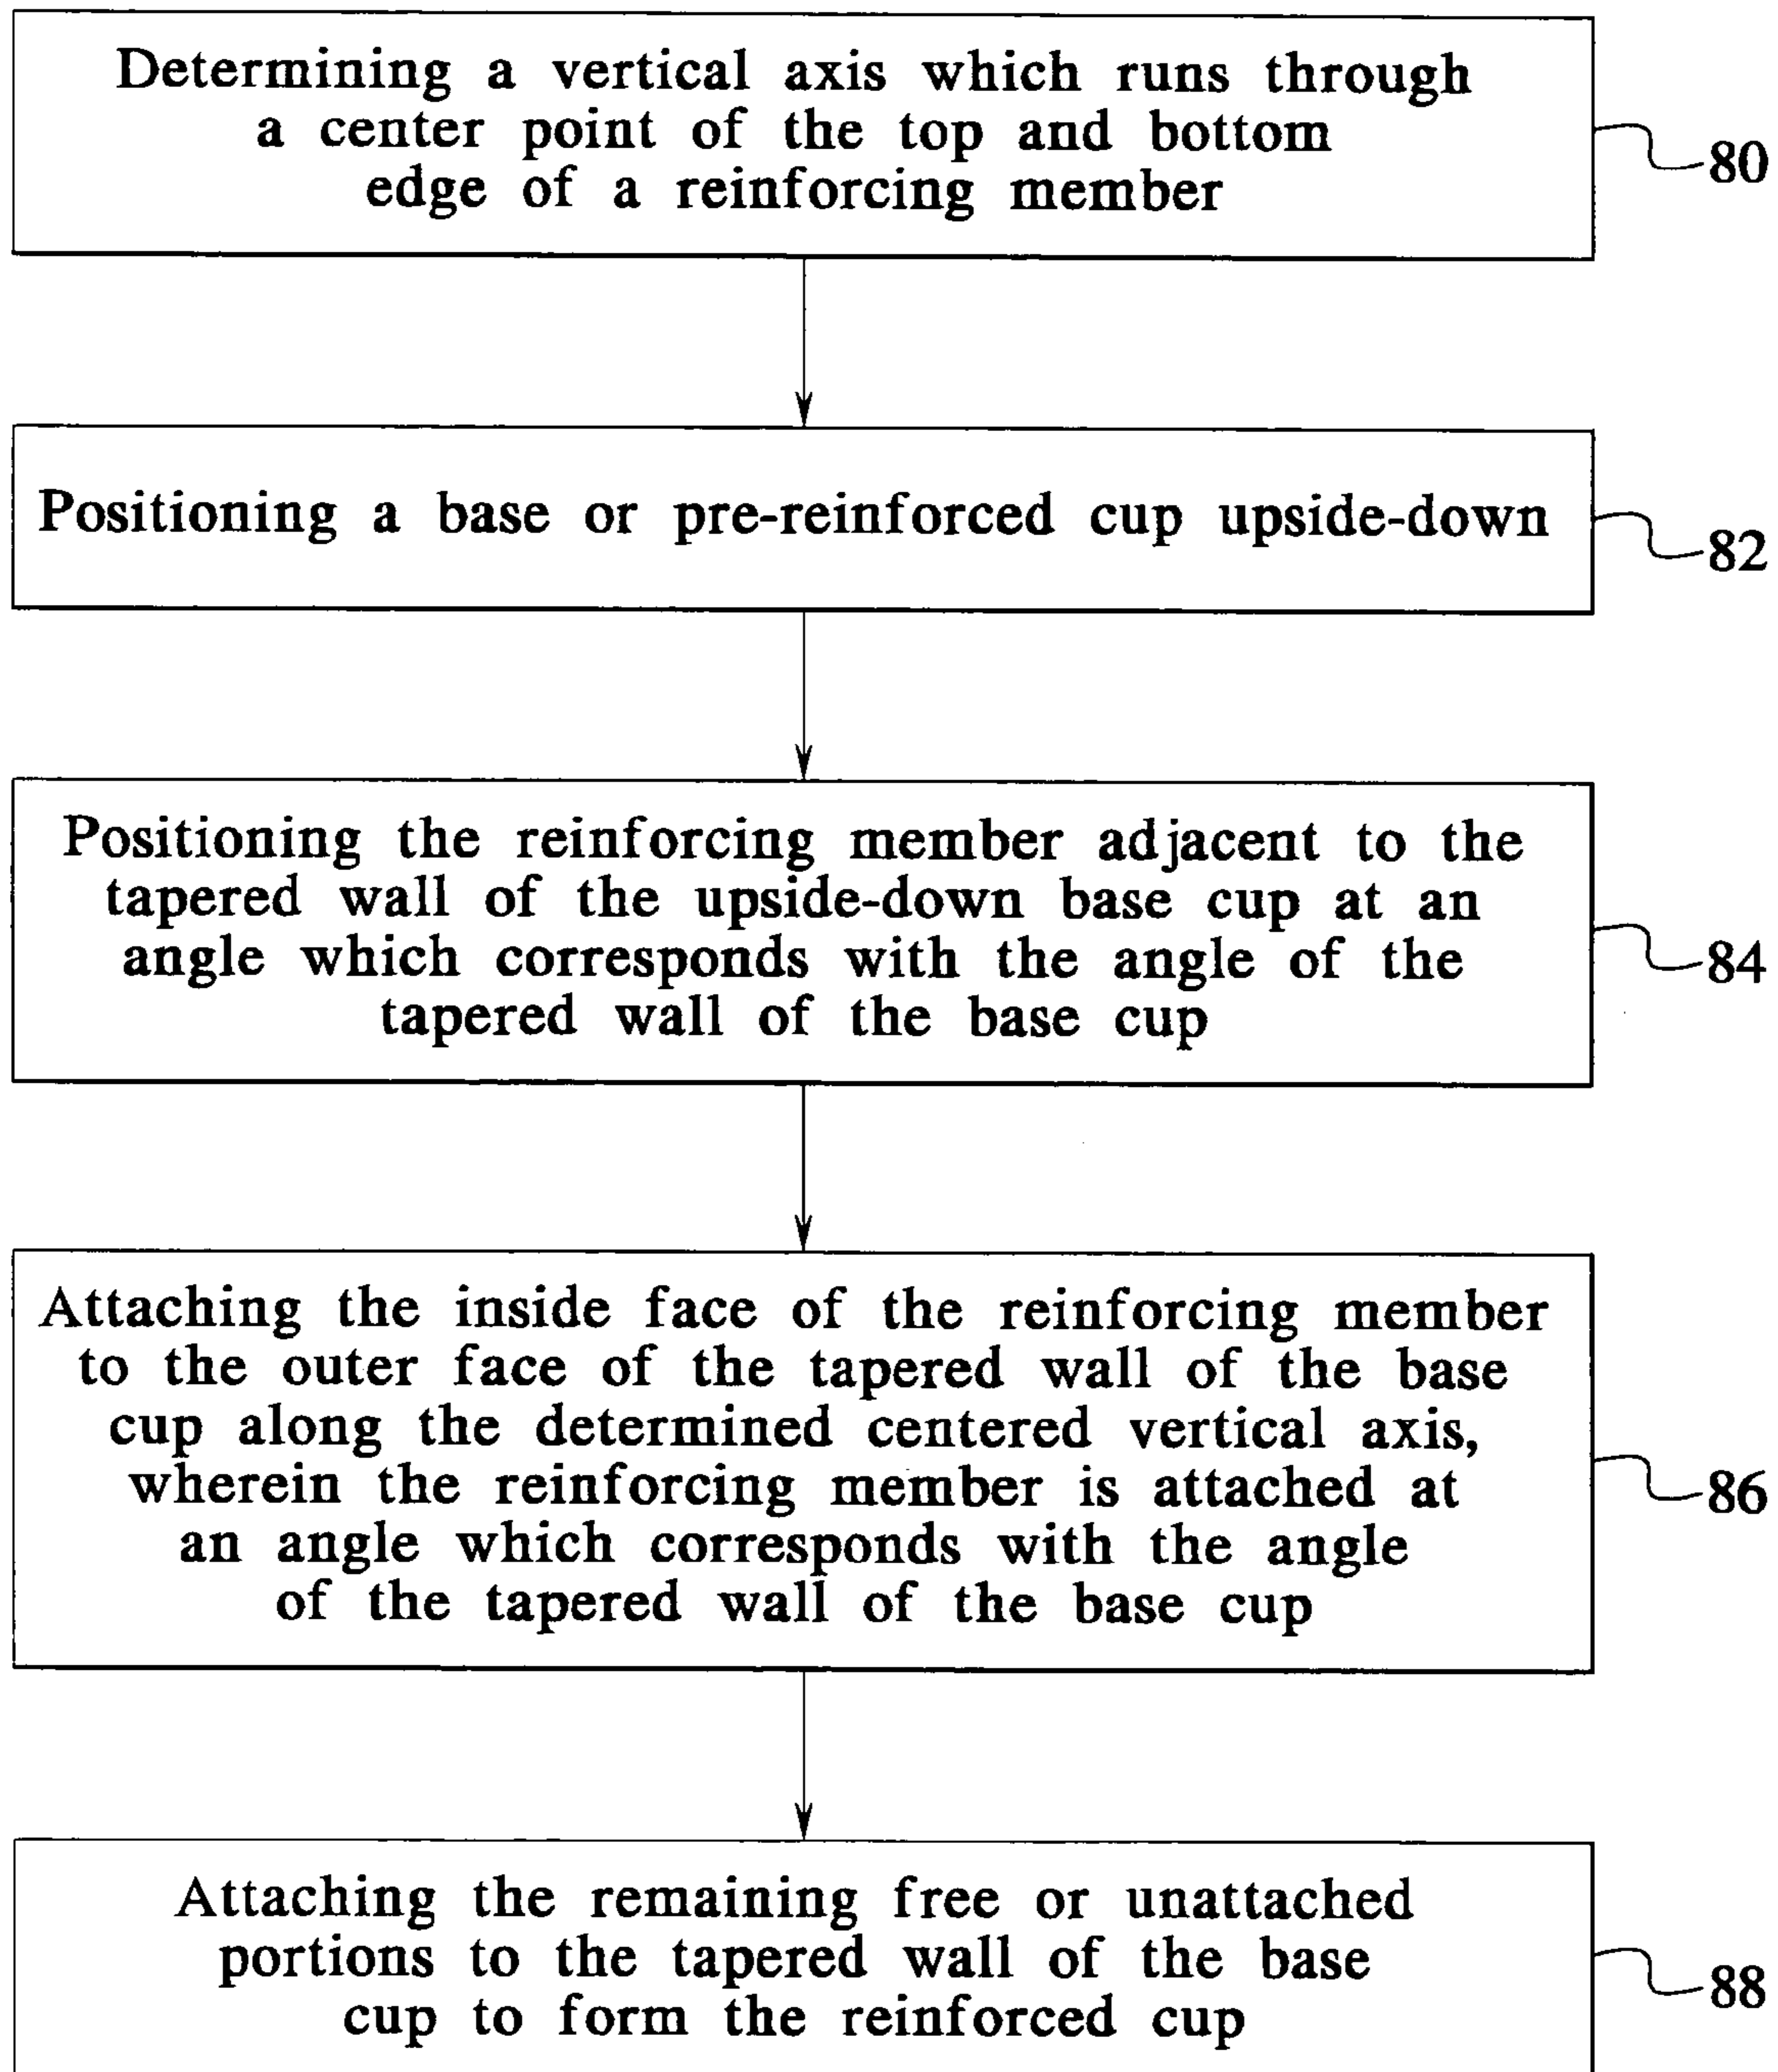 Determining a vertical axis which runs through
a center point of the top and bottom
edge of a reinforcing member
80
Positioning a base or pre-reinforced cup upside-down
82
Positioning the reinforcing member adjacent to the
tapered wall of the upside-down base cup at an
angle which corresponds with the angle of the
tapered wall of the base cup
84
Attaching the inside face of the reinforcing member
to the outer face of the tapered wall of the base
cup along the determined centered vertical axis,
wherein the reinforcing member is attached at
an angle which corresponds with the angle
of the tapered wall of the base cup
86
Attaching the remaining free or unattached
portions to the tapered wall of the base
cup to form the reinforced cup
88